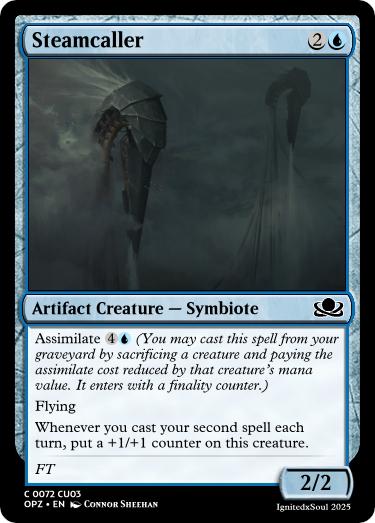 Steamcaller 2
Artifact Creature — Symbiote
Assimilate 4 (You may cast this spell from your
graveyard by sacrificing a creature and paying the
assimilate cost reduced by that creature's mana
value. It enters with a finality counter.)
Flying
Whenever you cast your second spell each
turn, put a +1/+1 counter on this creature.
FT
2/2
C 0072 CU03
OPZ • EN Connor Sheehan
IgnitedxSoul 2025